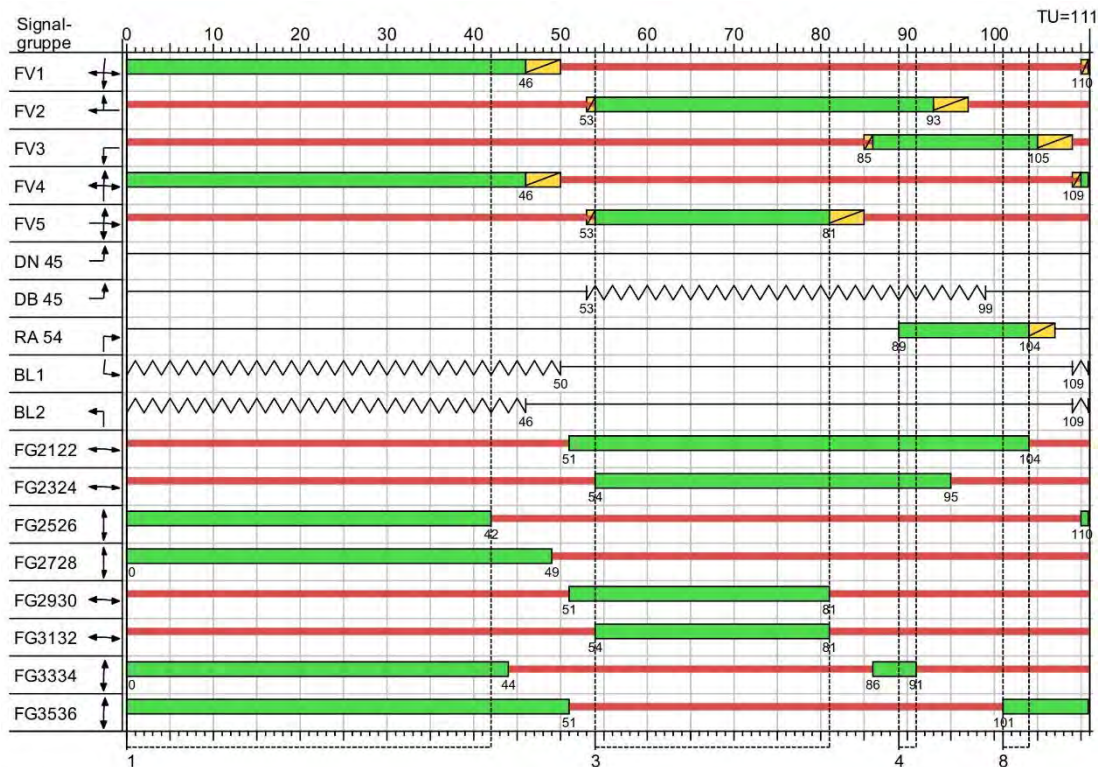 TU=111
Signal-
gruppe
0 10 20 30 40 50 60 70 80 90 100
FV1 46 110
FV2 53 93
FV3 85 105
FV4 46 109
FV5 53 81
DN 45
DB 45 53 99
RA 54 89 104
BL1 50 109
BL2 46 109
FG2122 51 104
FG2324 54 95
FG2526 42 110
FG2728 0 49
FG2930 51 81
FG3132 54 81
FG3334 0 44 86 91
FG3536 51 101
1 3 4 8